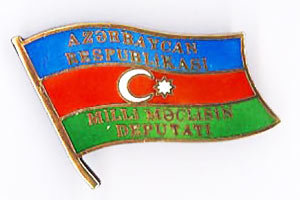 AZƏRBAYCAN
RESPUBLİKASI
MİLLİ MƏCLİSİN
DEPUTATI